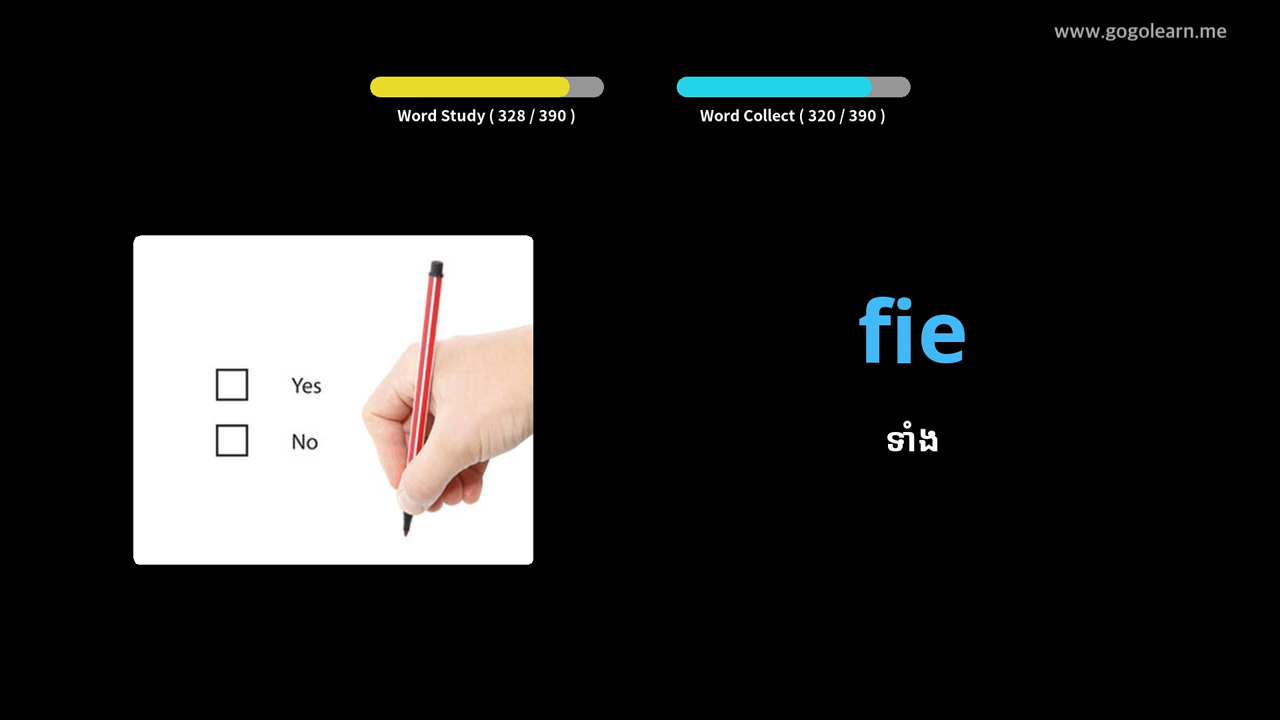 www.gogolearn.me
Word Study ( 328 / 390 )
Word Collect ( 320 / 390 )
Yes
No
fie
ទាំង